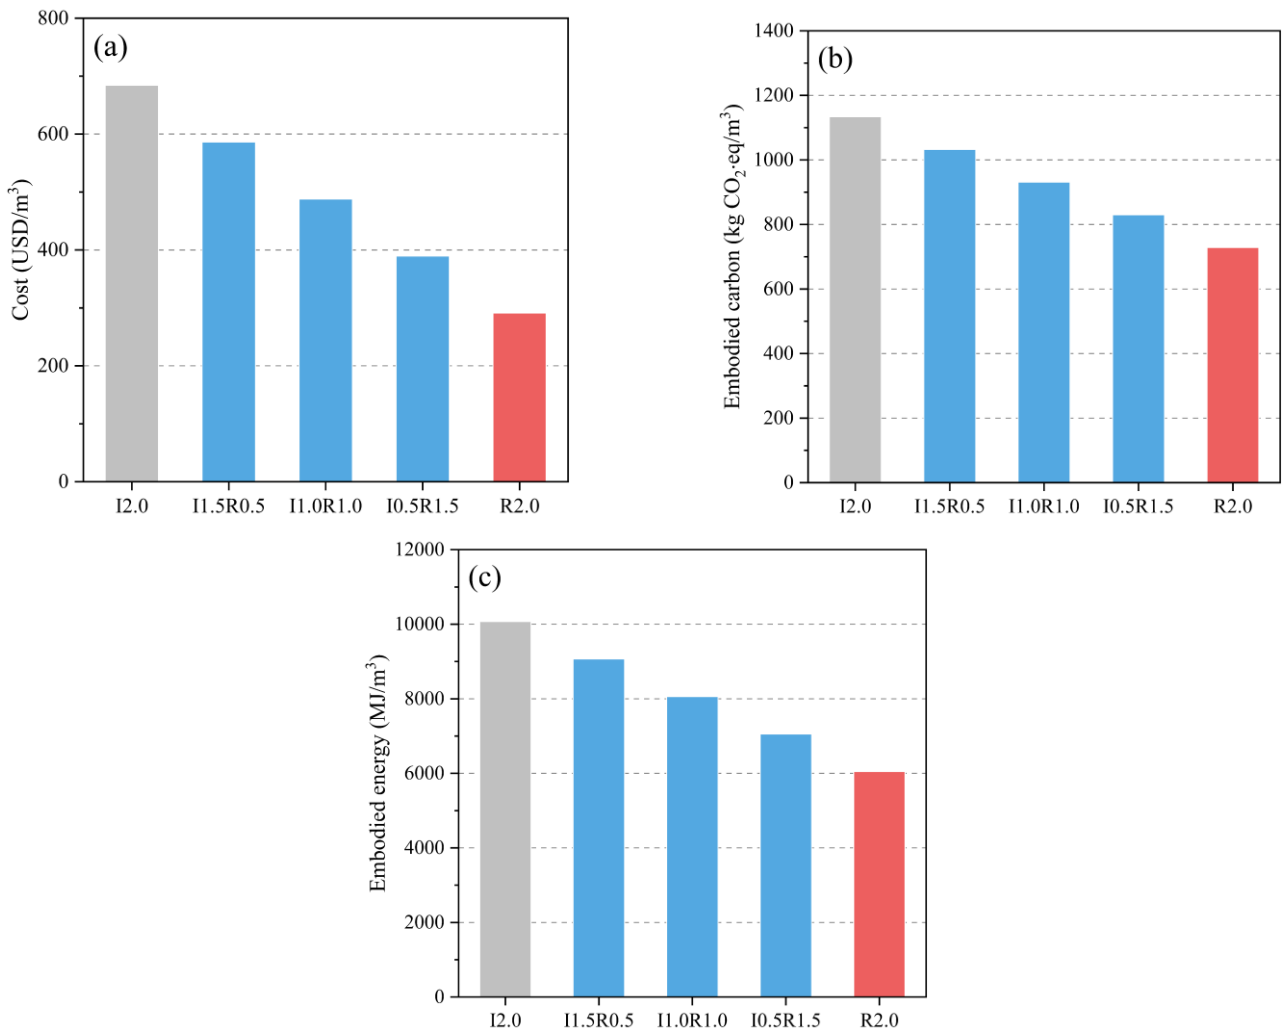 (a)
Cost (USD/m³)
800
600
400
200
0
I2.0 I1.5R0.5 I1.0R1.0 I0.5R1.5 R2.0
(b)
Embodied carbon (kg CO₂·eq/m³)
1400
1200
1000
800
600
400
200
0
I2.0 I1.5R0.5 I1.0R1.0 I0.5R1.5 R2.0
(c)
Embodied energy (MJ/m³)
12000
10000
8000
6000
4000
2000
0
I2.0 I1.5R0.5 I1.0R1.0 I0.5R1.5 R2.0